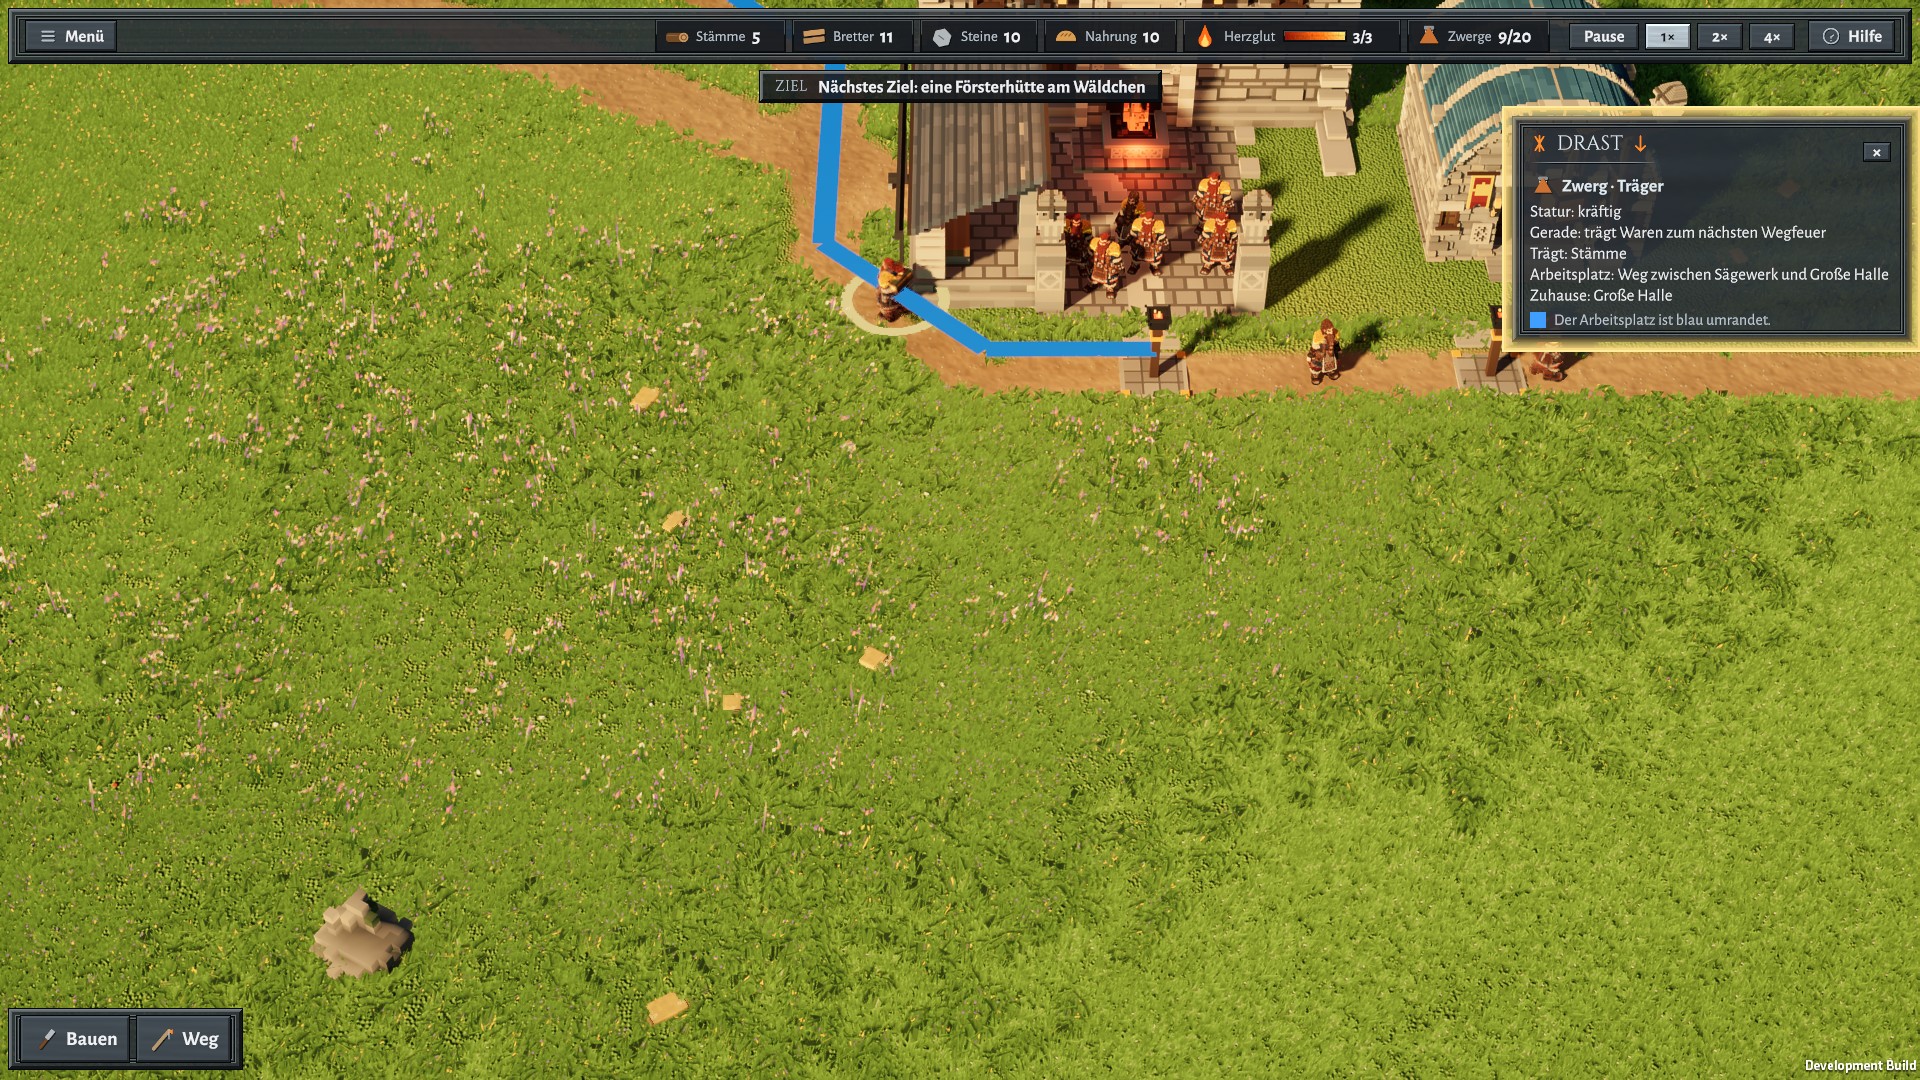 Menü
Stämme 5
Bretter 11
Steine 10
Nahrung 10
Herzglut 3/3
Zwerge 9/20
Pause
1×
2×
4×
Hilfe
ZIEL Nächstes Ziel: eine Försterhütte am Wäldchen
DRAST
×
Zwerg · Träger
Statur: kräftig
Gerade: trägt Waren zum nächsten Wegfeuer
Trägt: Stämme
Arbeitsplatz: Weg zwischen Sägewerk und Große Halle
Zuhause: Große Halle
Der Arbeitsplatz ist blau umrandet.
Bauen
Weg
Development Build